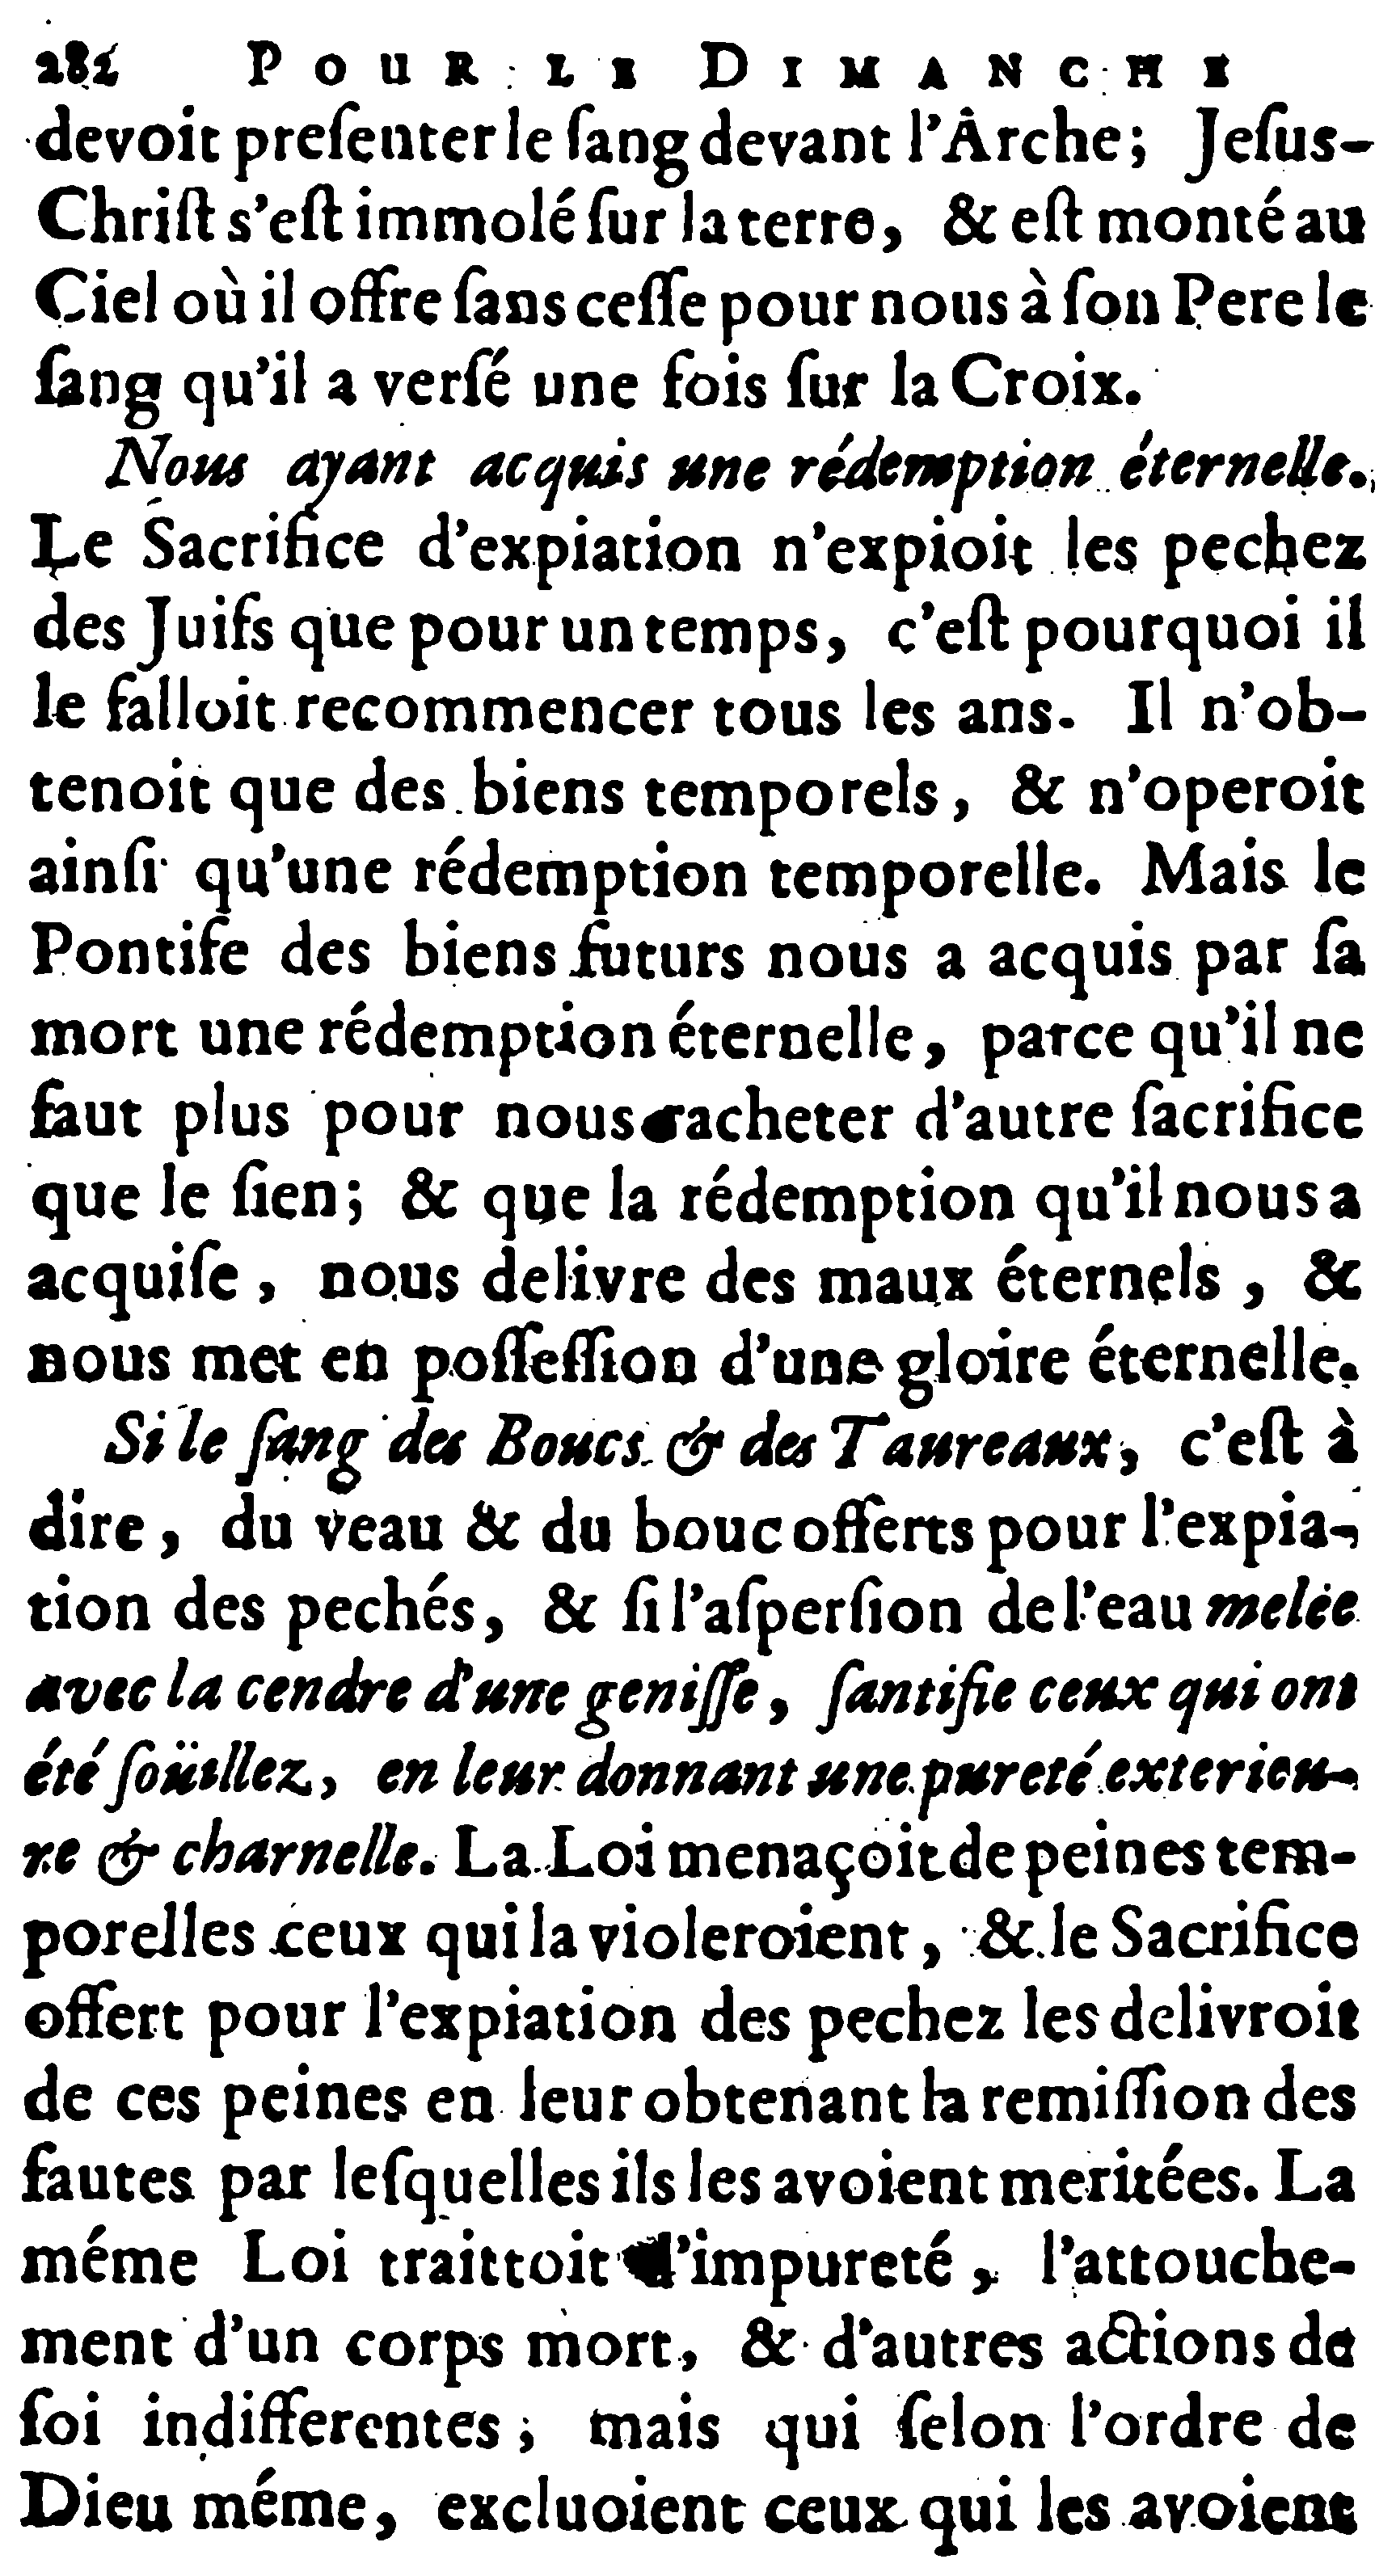 282 POUR LE DIMANCHE
devoit preſenter le ſang devant l'Arche; Jeſus-
Chriſt s'eſt immolé ſur la terre, & eſt monté au
Ciel où il offre ſans ceſſe pour nous à ſon Pere le
ſang qu'il a verſé une fois ſur la Croix.
Nous ayant acquis une rédemption éternelle.
Le Sacrifice d'expiation n'expioit les pechez
des Juifs que pour un temps, c'eſt pourquoi il
le falloit recommencer tous les ans. Il n'ob-
tenoit que des biens temporels, & n'operoit
ainſi qu'une rédemption temporelle. Mais le
Pontife des biens futurs nous a acquis par ſa
mort une rédemption éternelle, parce qu'il ne
faut plus pour nous racheter d'autre ſacrifice
que le ſien; & que la rédemption qu'il nous a
acquiſe, nous delivre des maux éternels, &
nous met en poſſeſſion d'une gloire éternelle.
Si le ſang des Boucs & des Taureaux, c'eſt à
dire, du veau & du bouc offerts pour l'expia-
tion des pechés, & ſi l'aſperſion de l'eau melée
avec la cendre d'une geniſſe, ſantifie ceux qui ont
été ſoüillez, en leur donnant une pureté exterieu-
re & charnelle. La Loi menaçoit de peines tem-
porelles ceux qui la violeroient, & le Sacrifice
offert pour l'expiation des pechez les delivroit
de ces peines en leur obtenant la remiſſion des
fautes par leſquelles ils les avoient meritées. La
méme Loi traittoit d'impureté, l'attouche-
ment d'un corps mort, & d'autres actions de
ſoi indifferentes, mais qui ſelon l'ordre de
Dieu méme, excluoient ceux qui les avoient